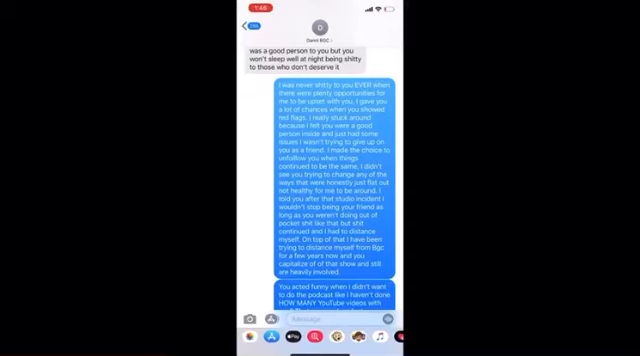 1:46
D
Danni BGC
was a good person to you but you
won't sleep well at night being shitty
to those who don't deserve it
I was never shitty to you EVER when
there were plenty opportunities for
me to be upset with you, I gave you
a lot of chances when you showed
red flags. I really stuck around
because I felt you were a good
person inside and just had some
issues I wasn't trying to give up on
you as a friend. I made the choice to
unfollow you when things
continued to be the same, I didn't
see you trying to change any of the
ways that were honestly just flat out
not healthy for me to be around. I
told you after that studio incident I
wouldn't stop being your friend as
long as you weren't doing out of
pocket shit like that but shit
continued and I had to distance
myself. On top of that I have been
trying to distance myself from Bgc
for a few years now and you
capitalize of of that show and still
are heavily involved.
You acted funny when I didn't want
to do the podcast like I haven't done
HOW MANY YouTube videos with
iMessage
Pay